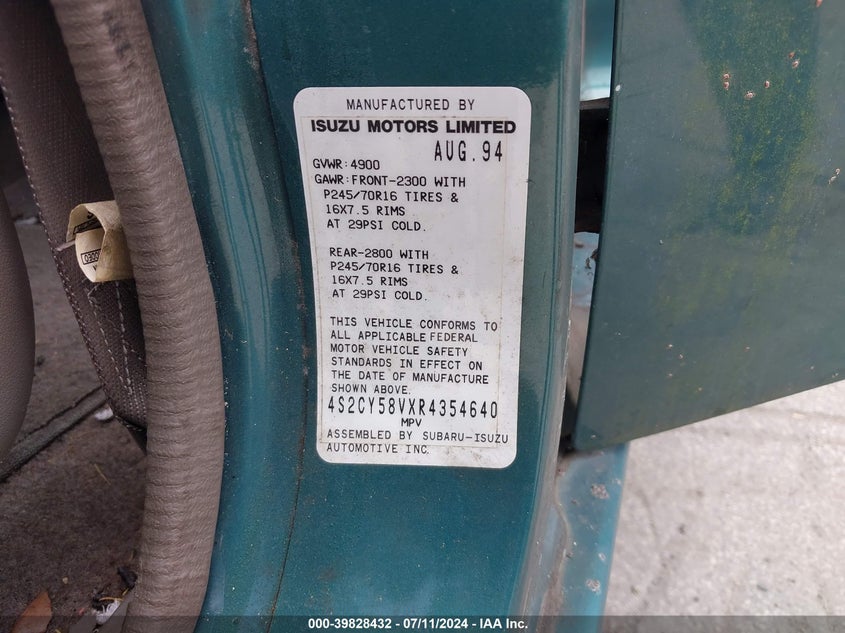 MANUFACTURED BY
ISUZU MOTORS LIMITED
AUG.94
GVWR:4900
GAWR:FRONT-2300 WITH
P245/70R16 TIRES &
16X7.5 RIMS
AT 29PSI COLD.
REAR-2800 WITH
P245/70R16 TIRES &
16X7.5 RIMS
AT 29PSI COLD.
THIS VEHICLE CONFORMS TO
ALL APPLICABLE FEDERAL
MOTOR VEHICLE SAFETY
STANDARDS IN EFFECT ON
THE DATE OF MANUFACTURE
SHOWN ABOVE.
4S2CY58VXR4354640
MPV
ASSEMBLED BY SUBARU-ISUZU
AUTOMOTIVE INC.
000-39828432 - 07/11/2024 - IAA Inc.